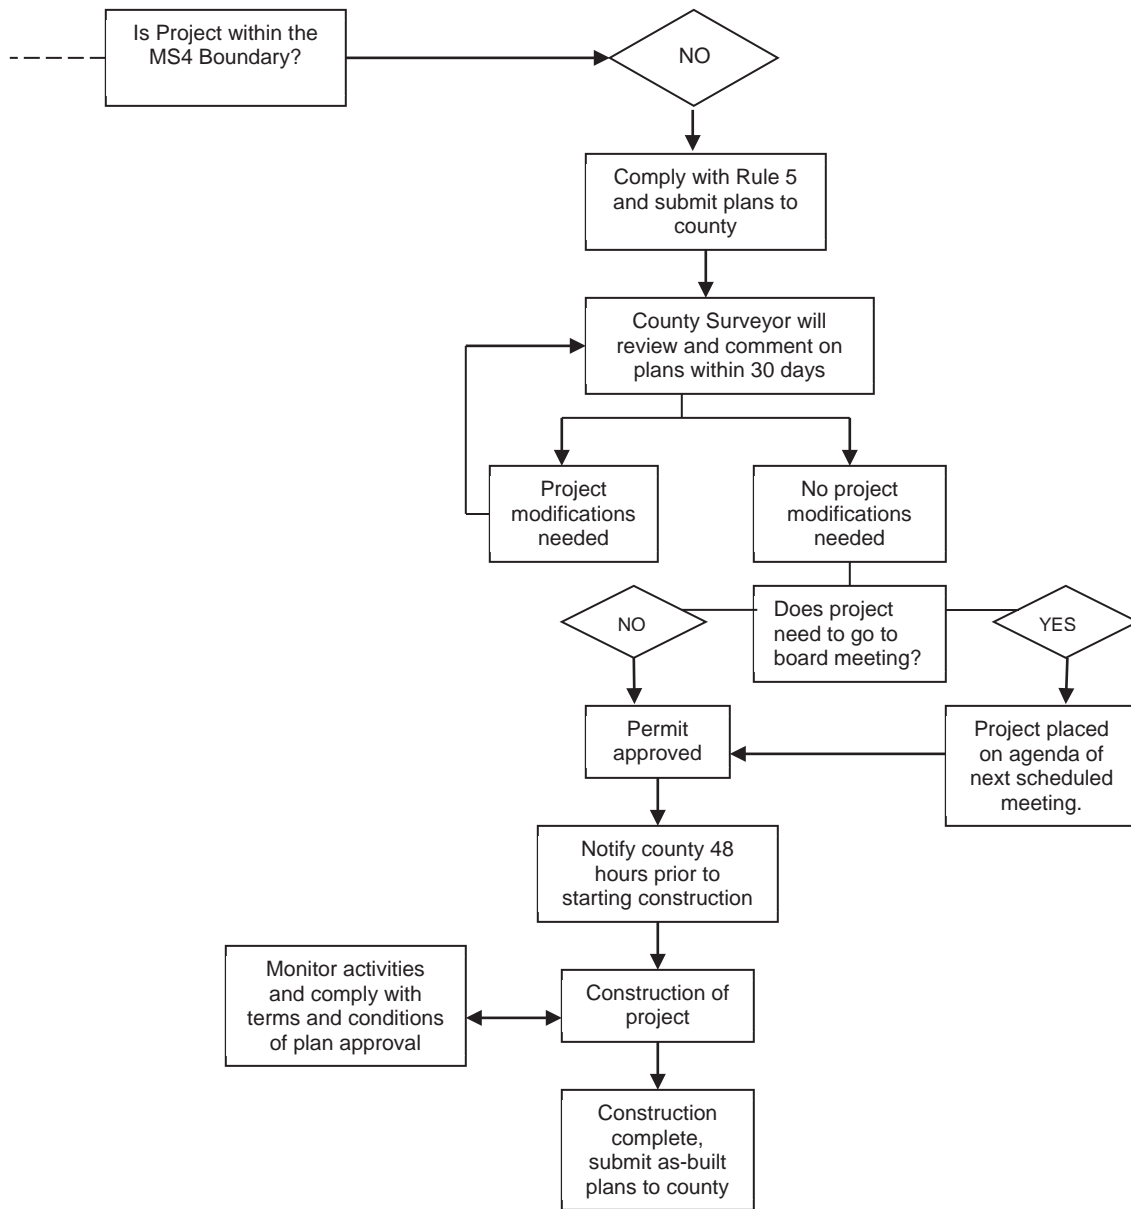 Is Project within the
MS4 Boundary?
NO
Comply with Rule 5
and submit plans to
county
County Surveyor will
review and comment on
plans within 30 days
Project
modifications
needed
No project
modifications
needed
NO
Does project
need to go to
board meeting?
YES
Permit
approved
Project placed
on agenda of
next scheduled
meeting.
Notify county 48
hours prior to
starting construction
Monitor activities
and comply with
terms and conditions
of plan approval
Construction of
project
Construction
complete,
submit as-built
plans to county